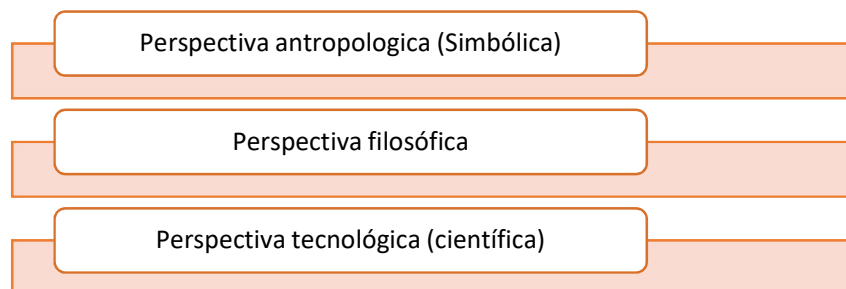 Perspectiva antropologica (Simbólica)
Perspectiva filosófica
Perspectiva tecnológica (científica)